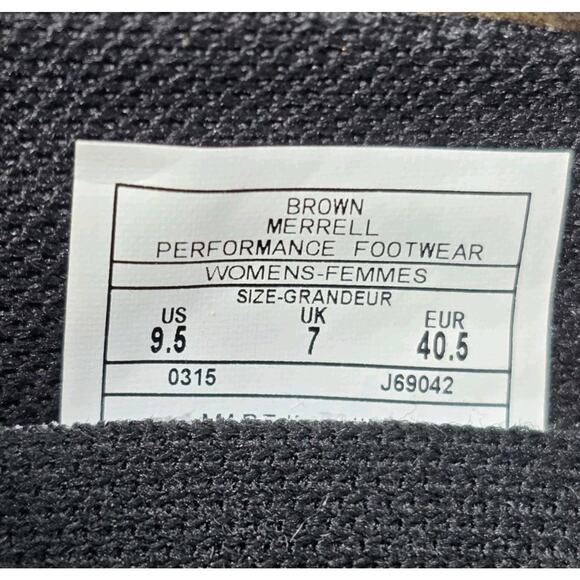 BROWN
MERRELL
PERFORMANCE FOOTWEAR
WOMENS-FEMMES
SIZE-GRANDEUR
US UK EUR
9.5 7 40.5
0315 J69042